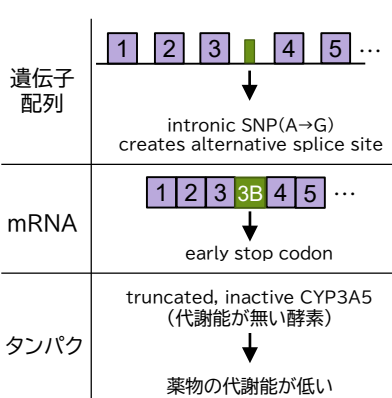 1 2 3 4 5 …
遺伝子
配列
intronic SNP(A→G)
creates alternative splice site
1 2 3 3B 4 5 …
mRNA
early stop codon
truncated, inactive CYP3A5
（代謝能が無い酵素）
タンパク
薬物の代謝能が低い